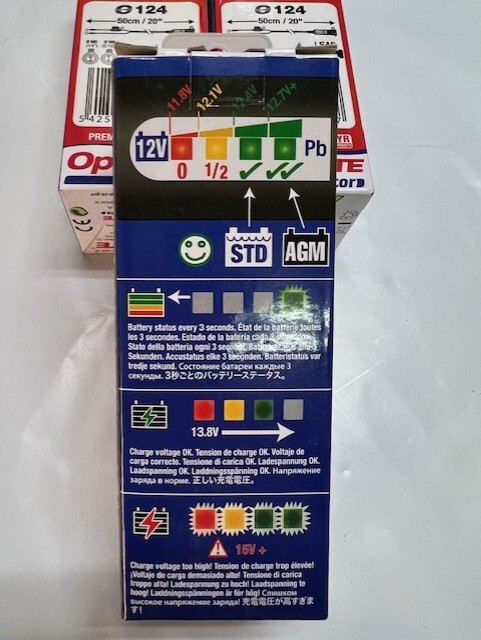 124
124
50cm / 20"
50cm / 20"
PREM
Op
TE
11.8V
12.1V
12.4V
12.7V+
12V
Pb
0
1/2
STD
AGM
Battery status every 3 seconds. État de la batterie toutes
les 3 secondes. Estado de la batería cada 3
Stato della batteria ogni 3 secondi.
Sekunden. Accustatus elke 3 seconden. Batteristatus var
tredje sekund. Состояние батареи каждые 3
секунды. 3秒ごとのバッテリーステータス。
13.8V
Charge voltage OK. Tension de charge OK. Voltaje de
carga correcto. Tensione di carica OK. Ladespannung OK.
Laadspanning OK. Laddningsspänning OK. Напряжение
заряда в норме. 正しい充電電圧。
15V +
Charge voltage too high! Tension de charge trop élevée!
¡Voltaje de carga demasiado alto! Tensione di carica
troppo alta! Ladespannung zu hoch! Laadspanning te
hoog! Laddningsspänningen är för hög! Слишком
высокое напряжение заряда! 充電電圧が高すぎま
す!